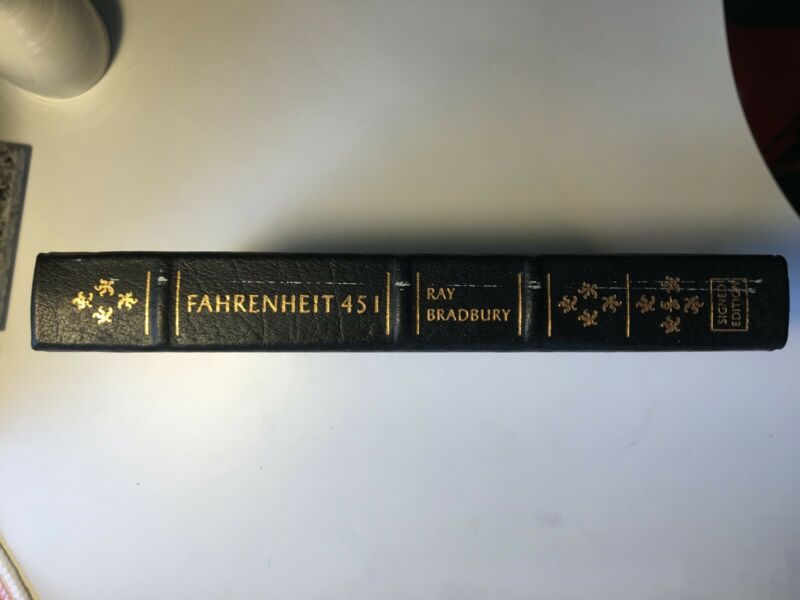 FAHRENHEIT 451
RAY
BRADBURY
SIGNED
EDITION